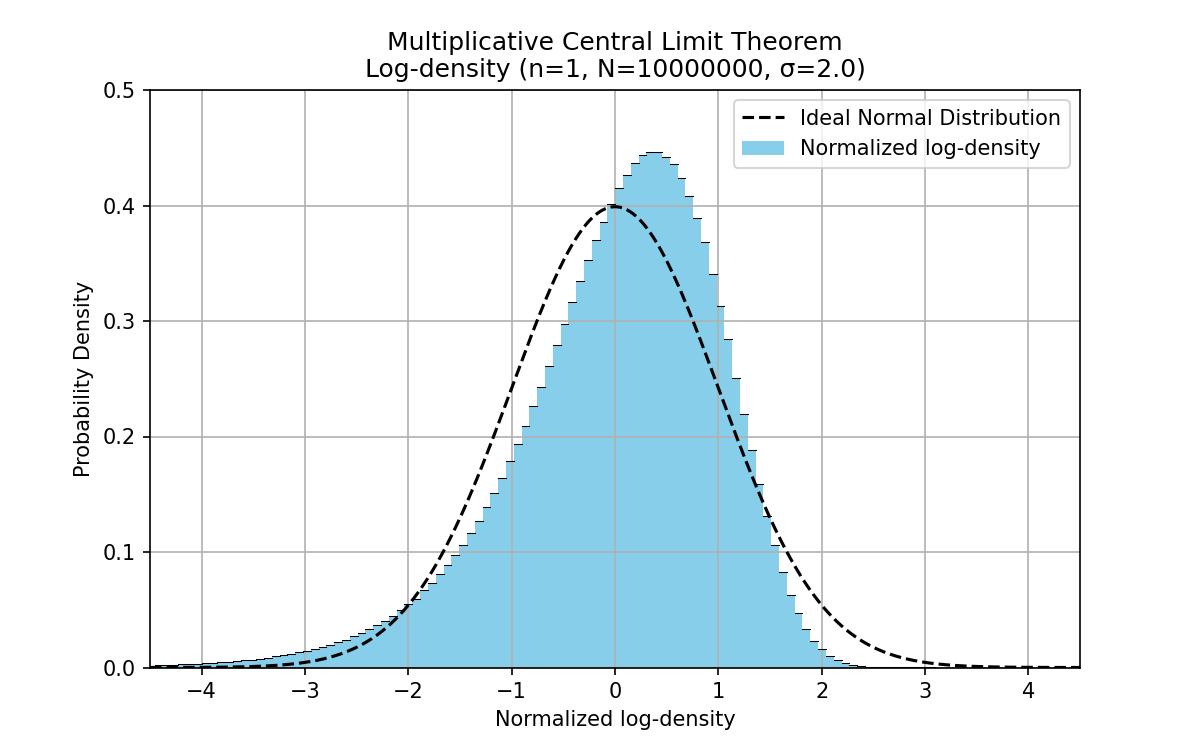 Multiplicative Central Limit Theorem
Log-density (n=1, N=10000000, σ=2.0)
Ideal Normal Distribution
Normalized log-density
Probability Density
0.5
0.4
0.3
0.2
0.1
0.0
−4 −3 −2 −1 0 1 2 3 4
Normalized log-density